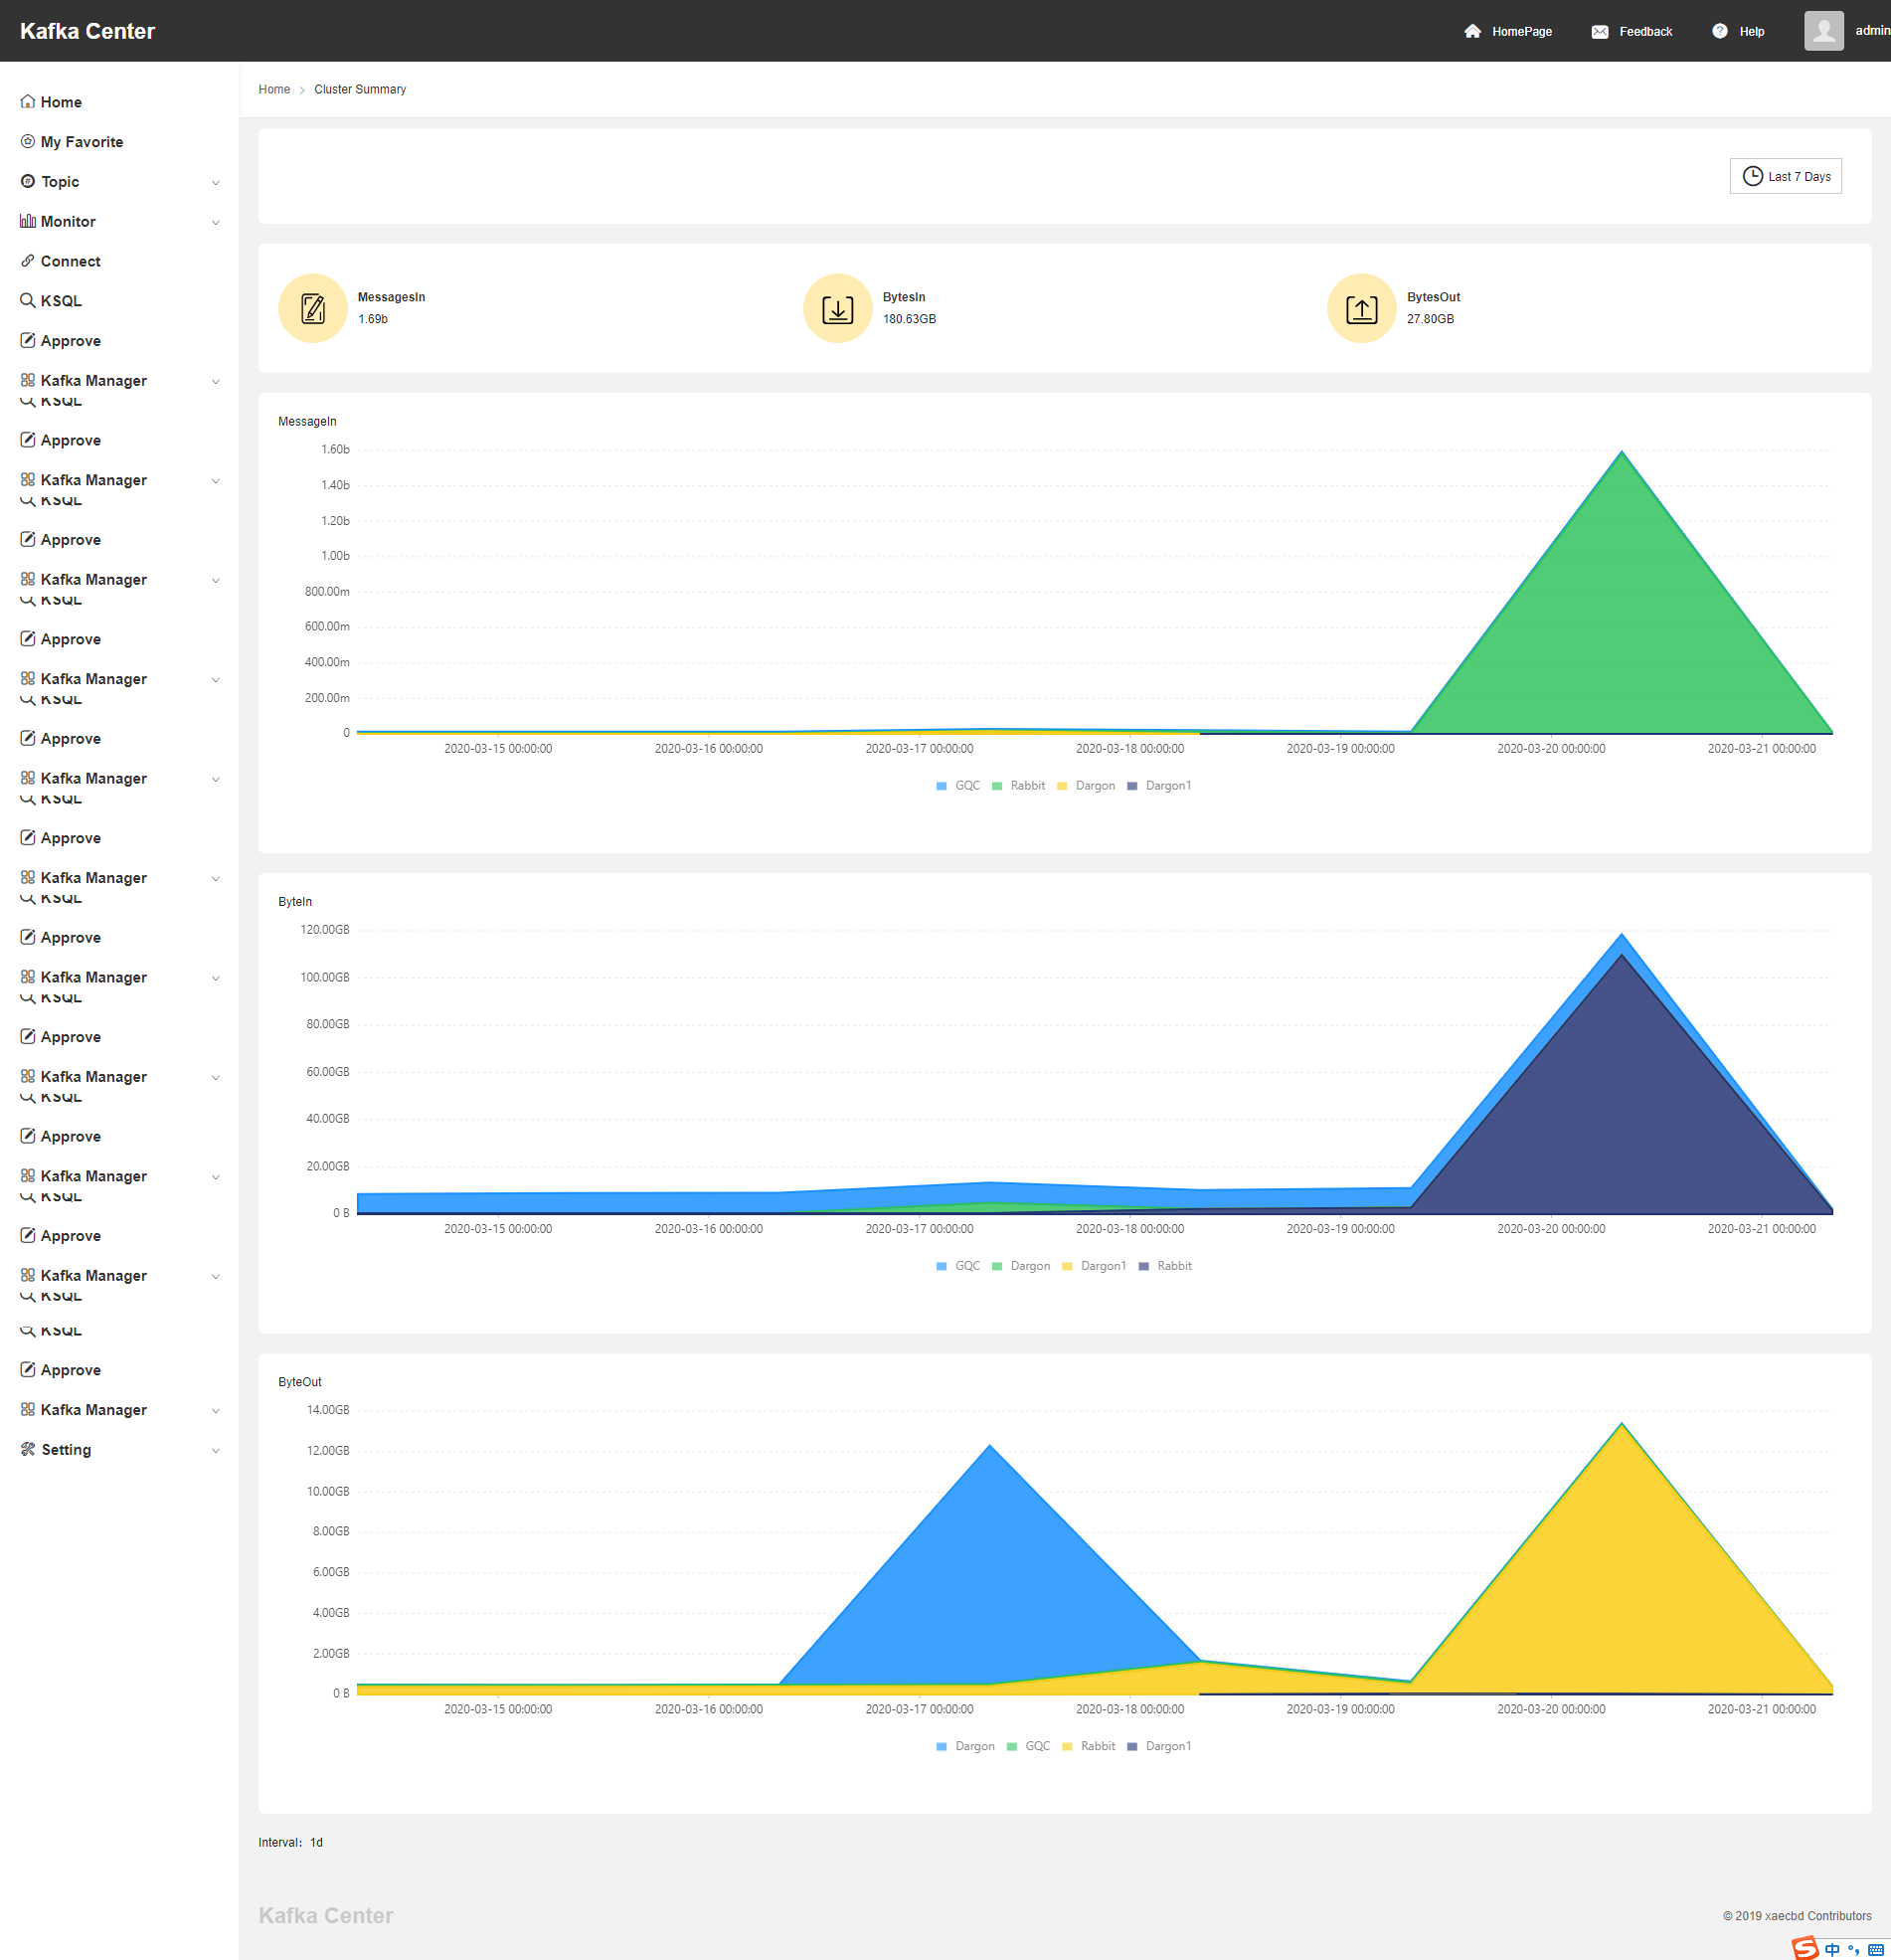 Kafka Center
HomePage
Feedback
Help
admin
Home
My Favorite
Topic
Monitor
Connect
KSQL
Approve
Kafka Manager
KSQL
Approve
Kafka Manager
KSQL
Approve
Kafka Manager
KSQL
Approve
Kafka Manager
KSQL
Approve
Kafka Manager
KSQL
Approve
Kafka Manager
KSQL
Approve
Kafka Manager
KSQL
Approve
Kafka Manager
KSQL
Approve
Kafka Manager
KSQL
Approve
Kafka Manager
KSQL
KSQL
Approve
Kafka Manager
Setting
Home > Cluster Summary
Last 7 Days
MessagesIn
1.69b
BytesIn
180.63GB
BytesOut
27.80GB
MessageIn
1.60b
1.40b
1.20b
1.00b
800.00m
600.00m
400.00m
200.00m
0
2020-03-15 00:00:00 2020-03-16 00:00:00 2020-03-17 00:00:00 2020-03-18 00:00:00 2020-03-19 00:00:00 2020-03-20 00:00:00 2020-03-21 00:00:00
GQC Rabbit Dargon Dargon1
ByteIn
120.00GB
100.00GB
80.00GB
60.00GB
40.00GB
20.00GB
0 B
2020-03-15 00:00:00 2020-03-16 00:00:00 2020-03-17 00:00:00 2020-03-18 00:00:00 2020-03-19 00:00:00 2020-03-20 00:00:00 2020-03-21 00:00:00
GQC Dargon Dargon1 Rabbit
ByteOut
14.00GB
12.00GB
10.00GB
8.00GB
6.00GB
4.00GB
2.00GB
0 B
2020-03-15 00:00:00 2020-03-16 00:00:00 2020-03-17 00:00:00 2020-03-18 00:00:00 2020-03-19 00:00:00 2020-03-20 00:00:00 2020-03-21 00:00:00
Dargon GQC Rabbit Dargon1
Interval：1d
Kafka Center
© 2019 xaecbd Contributors
S 中 °,